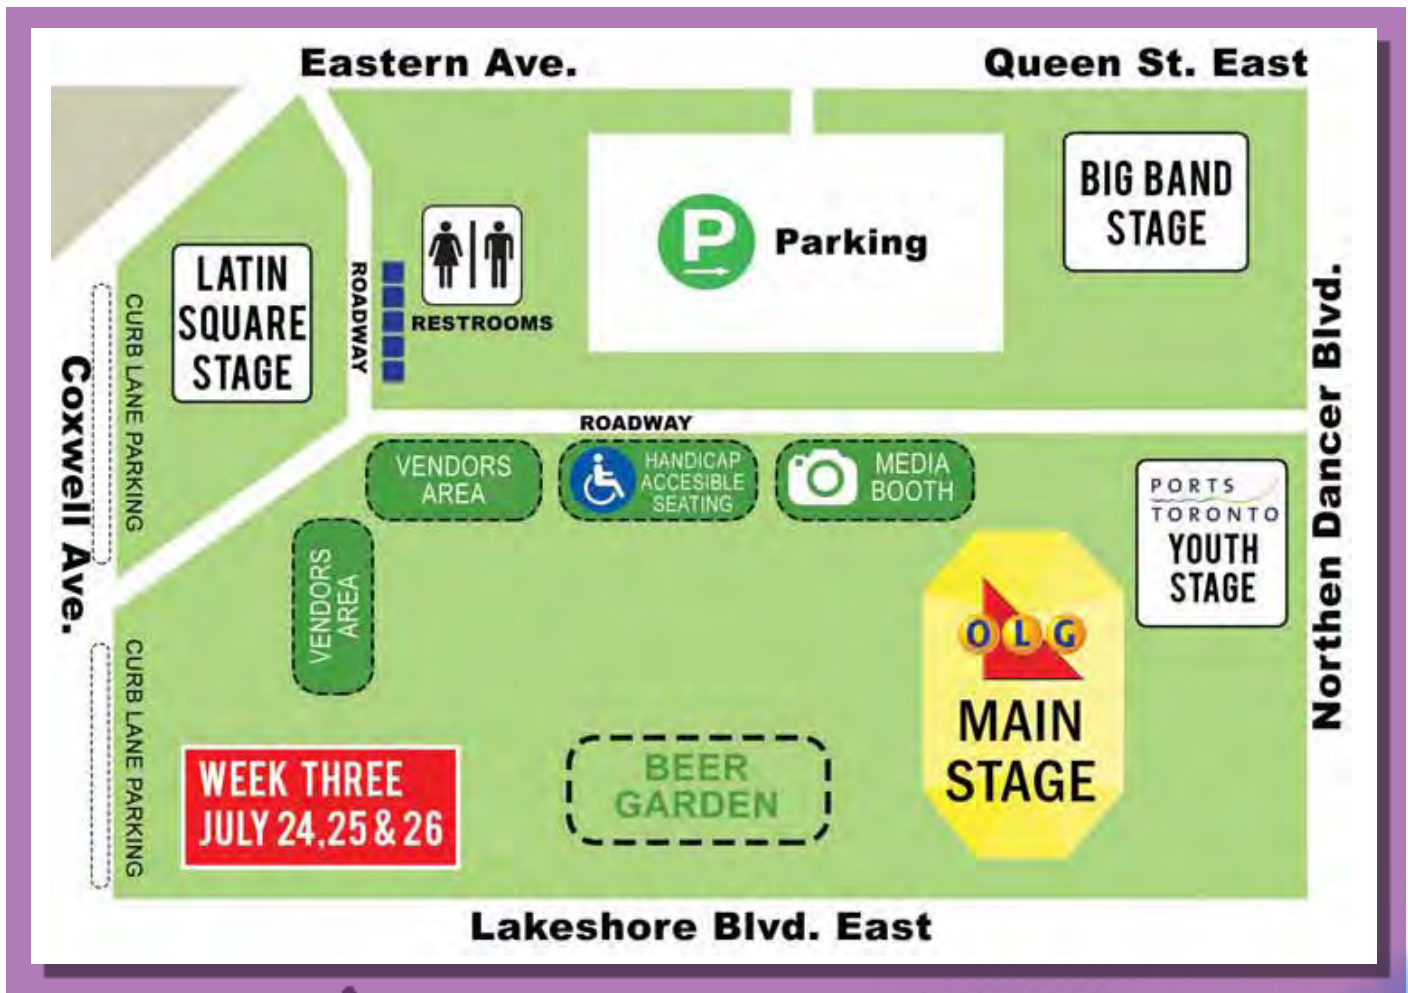 Eastern Ave.
Queen St. East
BIG BAND
STAGE
P
Parking
LATIN
SQUARE
STAGE
ROADWAY
RESTROOMS
CURB LANE PARKING
Coxwell Ave.
Northen Dancer Blvd.
ROADWAY
VENDORS
AREA
HANDICAP
ACCESIBLE
SEATING
MEDIA
BOOTH
PORTS
TORONTO
YOUTH
STAGE
VENDORS
AREA
OLG
MAIN
STAGE
CURB LANE PARKING
WEEK THREE
JULY 24,25 & 26
BEER
GARDEN
Lakeshore Blvd. East